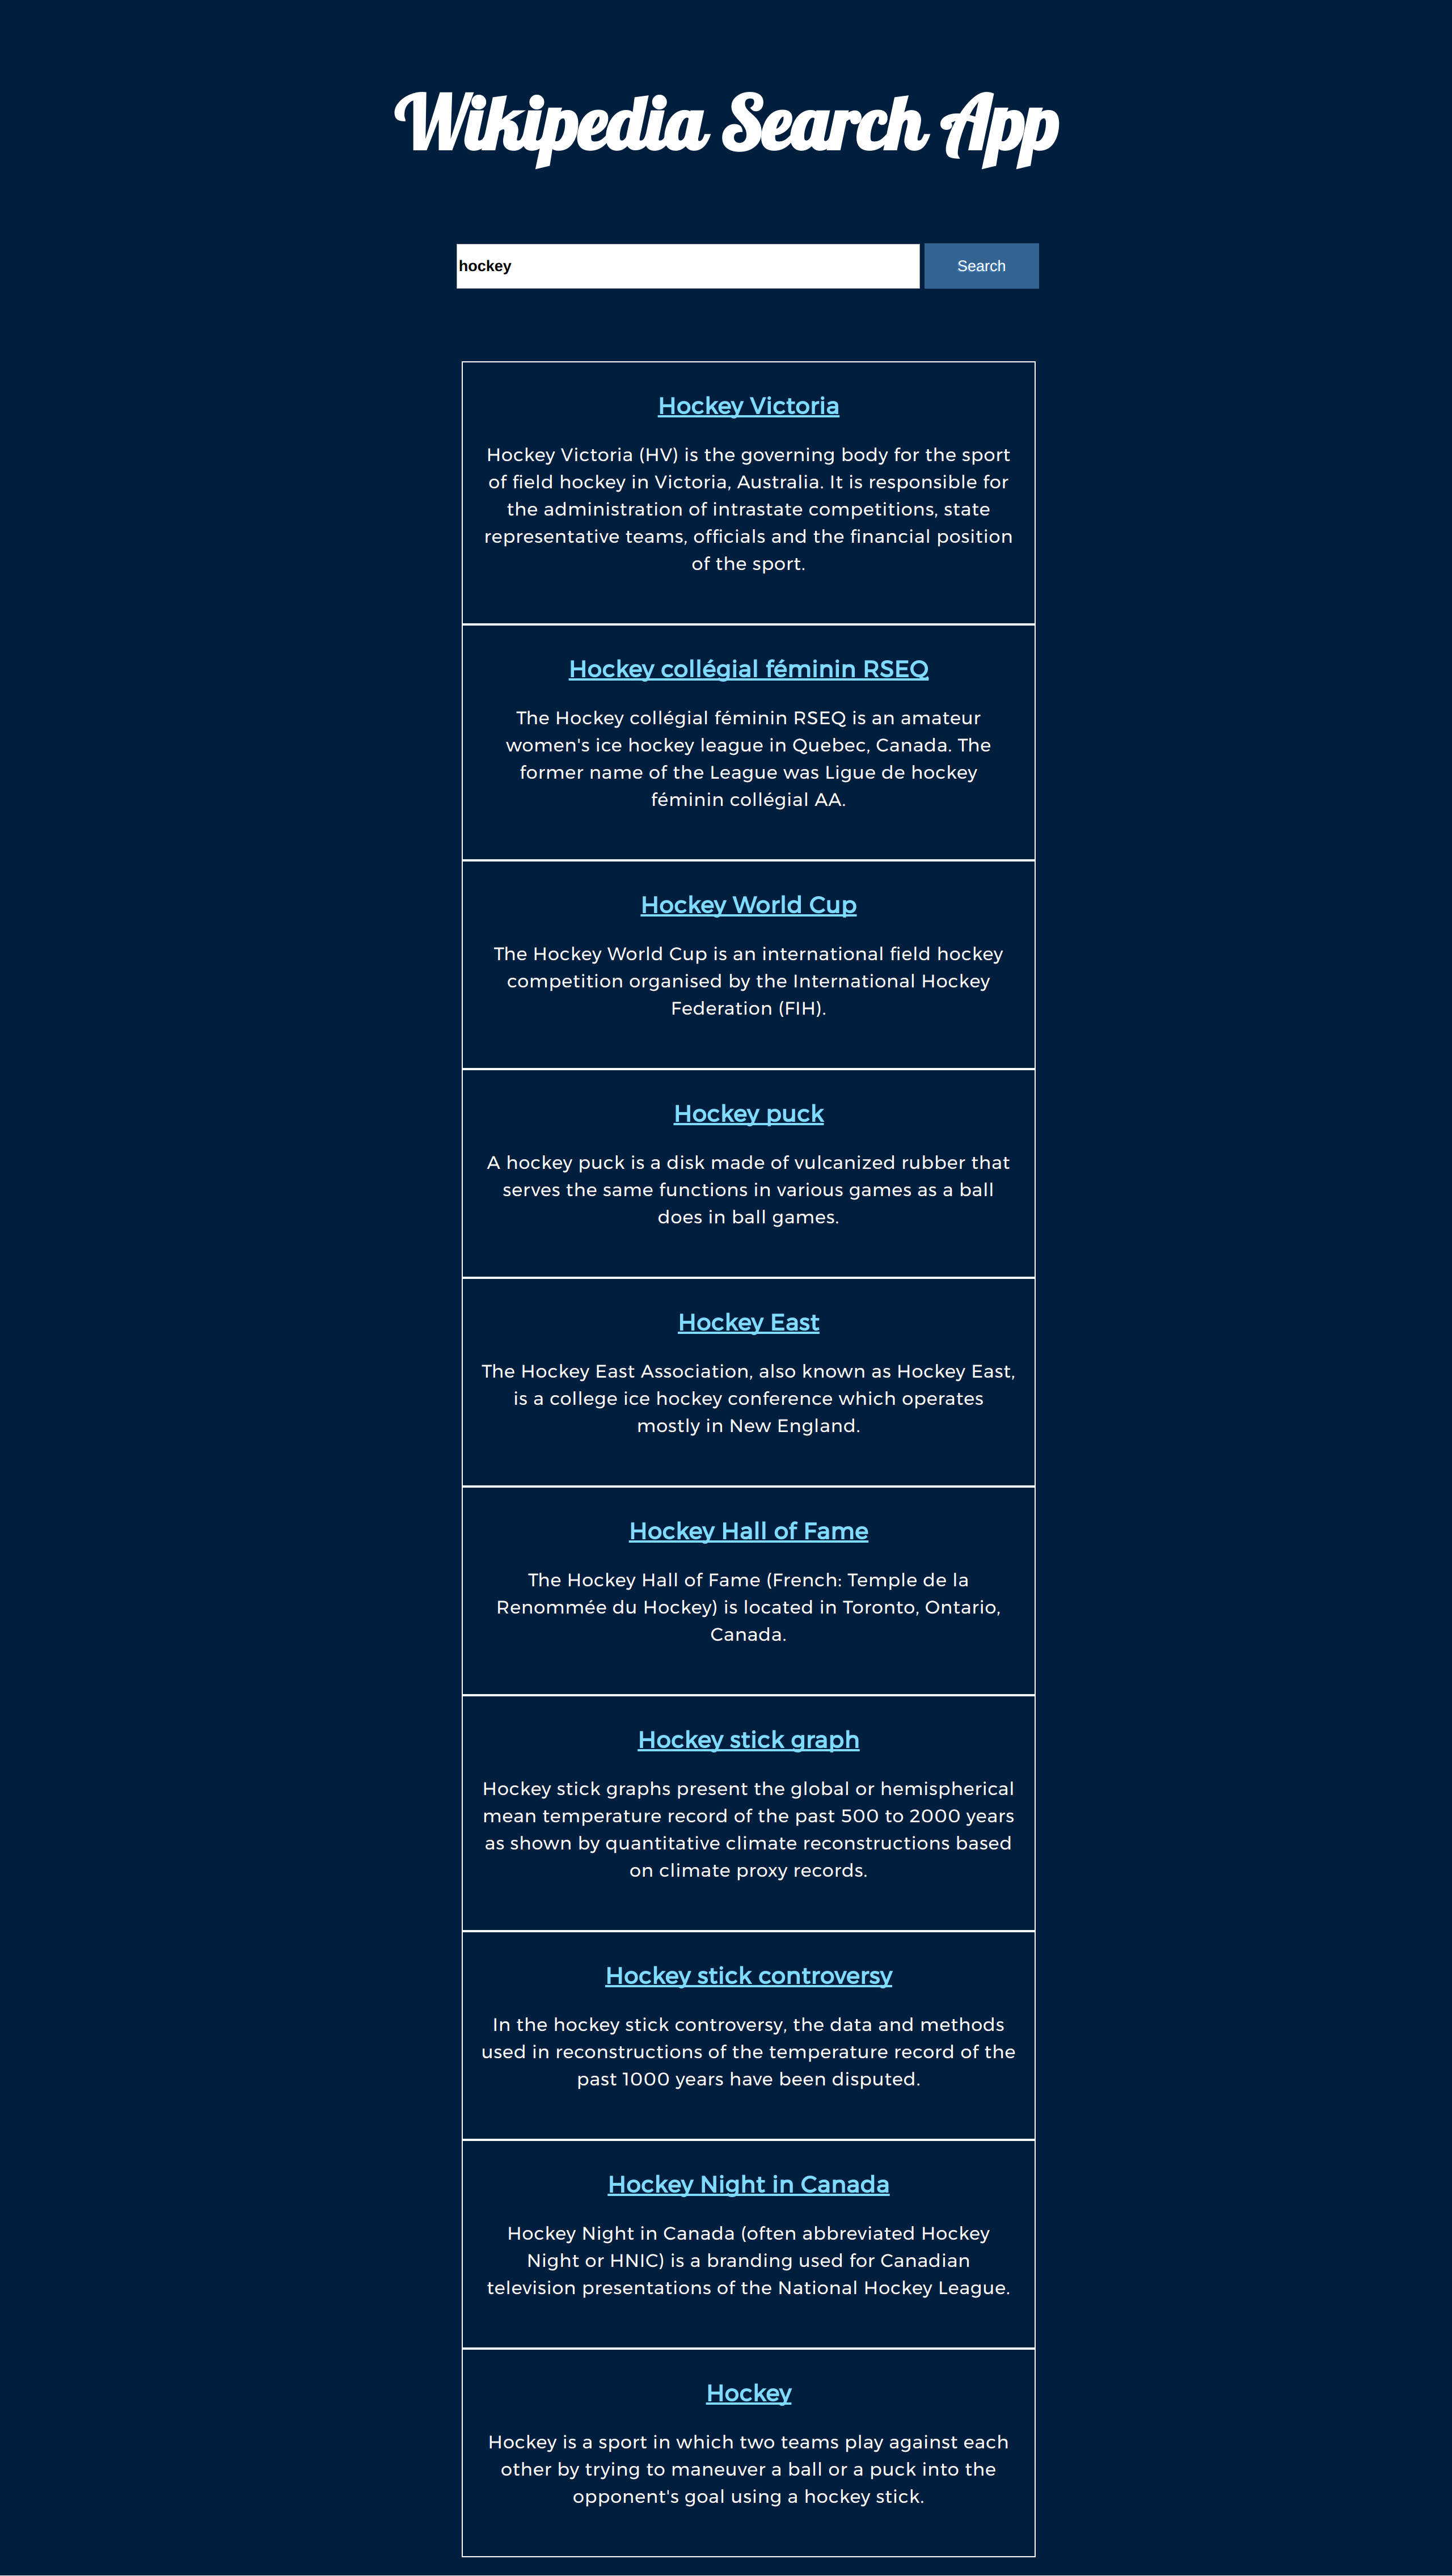 Wikipedia Search App
hockey
Search
Hockey Victoria
Hockey Victoria (HV) is the governing body for the sport
of field hockey in Victoria, Australia. It is responsible for
the administration of intrastate competitions, state
representative teams, officials and the financial position
of the sport.
Hockey collégial féminin RSEQ
The Hockey collégial féminin RSEQ is an amateur
women's ice hockey league in Quebec, Canada. The
former name of the League was Ligue de hockey
féminin collégial AA.
Hockey World Cup
The Hockey World Cup is an international field hockey
competition organised by the International Hockey
Federation (FIH).
Hockey puck
A hockey puck is a disk made of vulcanized rubber that
serves the same functions in various games as a ball
does in ball games.
Hockey East
The Hockey East Association, also known as Hockey East,
is a college ice hockey conference which operates
mostly in New England.
Hockey Hall of Fame
The Hockey Hall of Fame (French: Temple de la
Renommée du Hockey) is located in Toronto, Ontario,
Canada.
Hockey stick graph
Hockey stick graphs present the global or hemispherical
mean temperature record of the past 500 to 2000 years
as shown by quantitative climate reconstructions based
on climate proxy records.
Hockey stick controversy
In the hockey stick controversy, the data and methods
used in reconstructions of the temperature record of the
past 1000 years have been disputed.
Hockey Night in Canada
Hockey Night in Canada (often abbreviated Hockey
Night or HNIC) is a branding used for Canadian
television presentations of the National Hockey League.
Hockey
Hockey is a sport in which two teams play against each
other by trying to maneuver a ball or a puck into the
opponent's goal using a hockey stick.